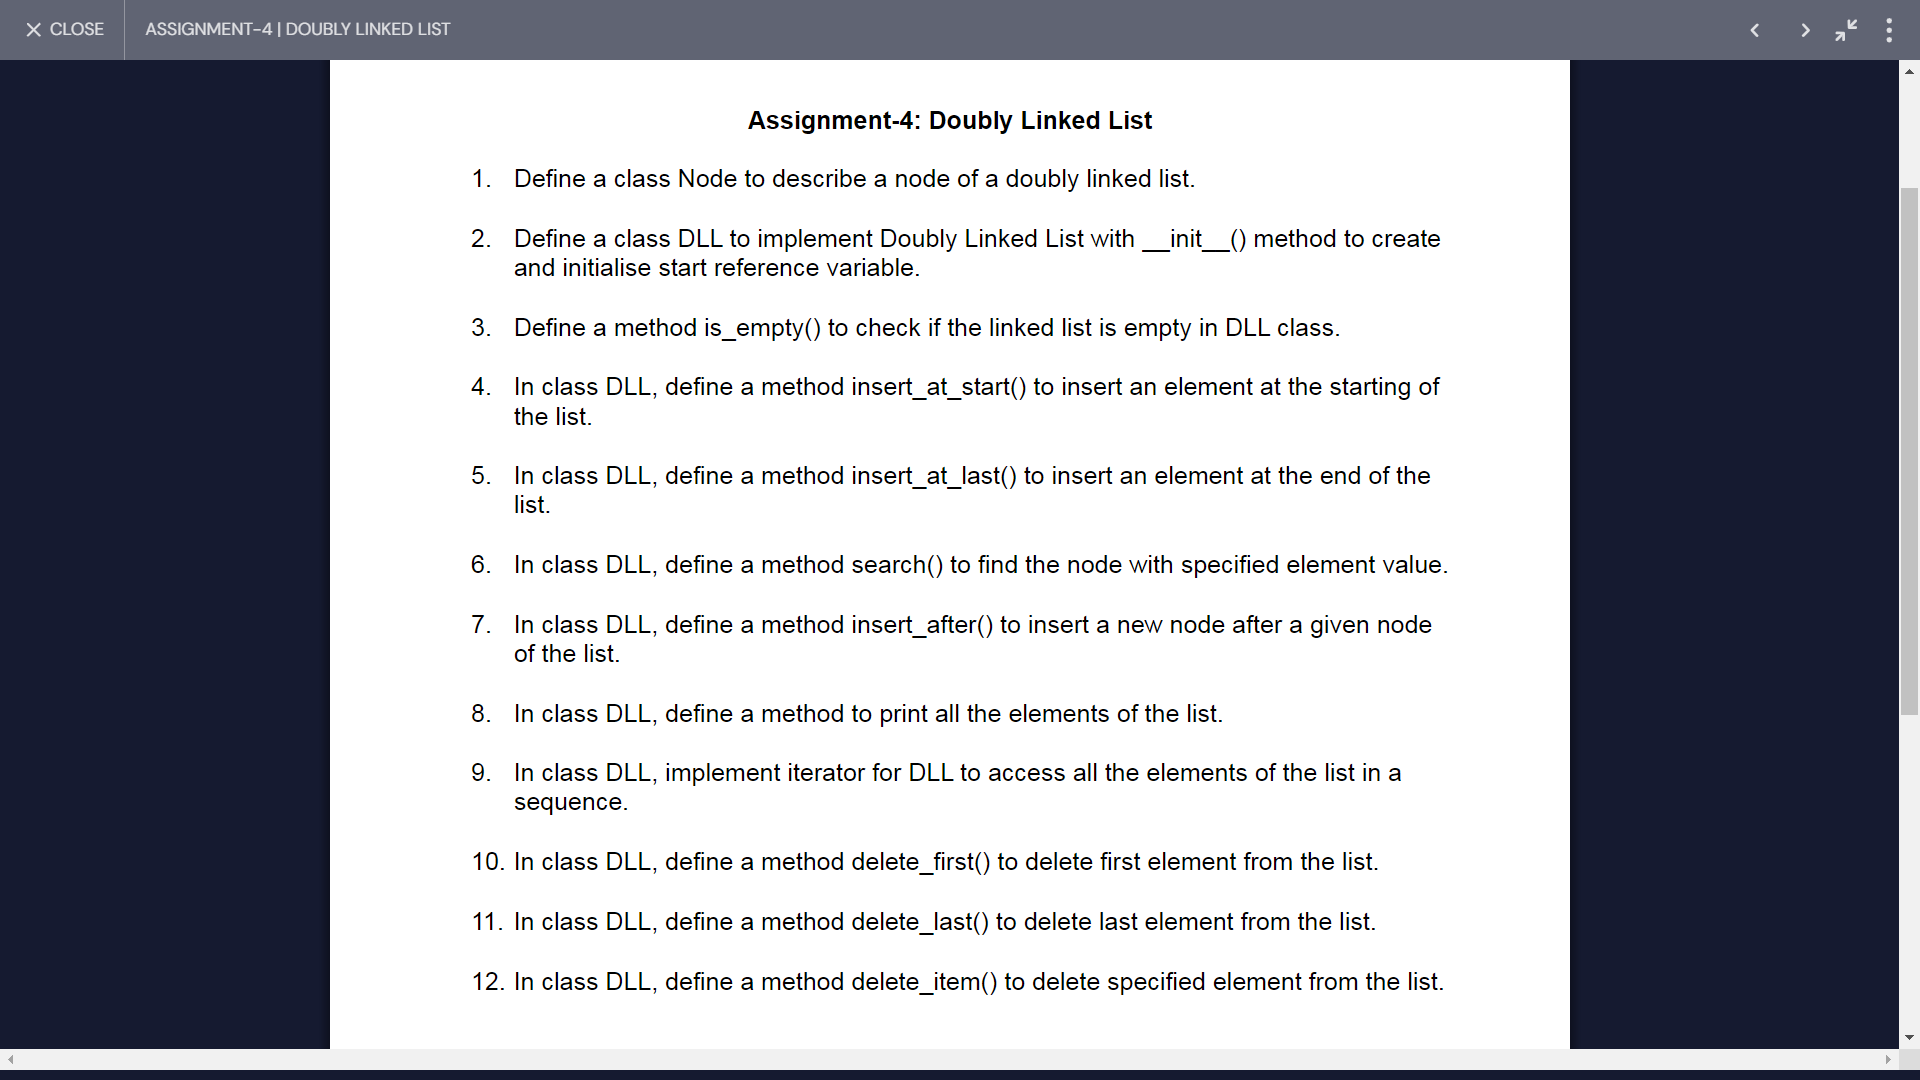 CLOSE
ASSIGNMENT-4 | DOUBLY LINKED LIST
Assignment-4: Doubly Linked List
1. Define a class Node to describe a node of a doubly linked list.
2. Define a class DLL to implement Doubly Linked List with __init__() method to create
and initialise start reference variable.
3. Define a method is_empty() to check if the linked list is empty in DLL class.
4. In class DLL, define a method insert_at_start() to insert an element at the starting of
the list.
5. In class DLL, define a method insert_at_last() to insert an element at the end of the
list.
6. In class DLL, define a method search() to find the node with specified element value.
7. In class DLL, define a method insert_after() to insert a new node after a given node
of the list.
8. In class DLL, define a method to print all the elements of the list.
9. In class DLL, implement iterator for DLL to access all the elements of the list in a
sequence.
10. In class DLL, define a method delete_first() to delete first element from the list.
11. In class DLL, define a method delete_last() to delete last element from the list.
12. In class DLL, define a method delete_item() to delete specified element from the list.